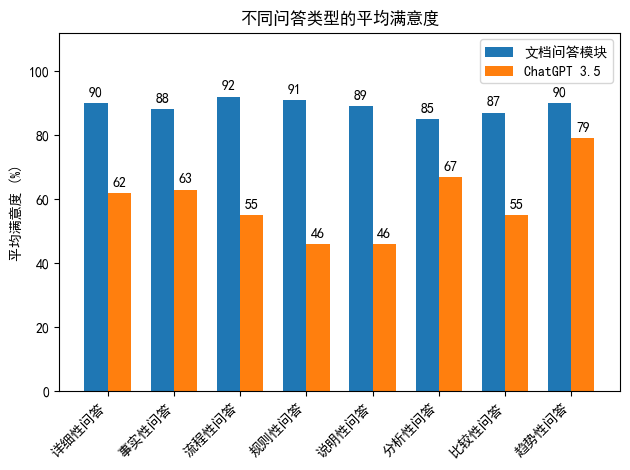 不同问答类型的平均满意度
文档问答模块
ChatGPT 3.5
平均满意度 (%)
100
80
60
40
20
0
90
62
88
63
92
55
91
46
89
46
85
67
87
55
90
79
详细性问答
事实性问答
流程性问答
规则性问答
说明性问答
分析性问答
比较性问答
趋势性问答